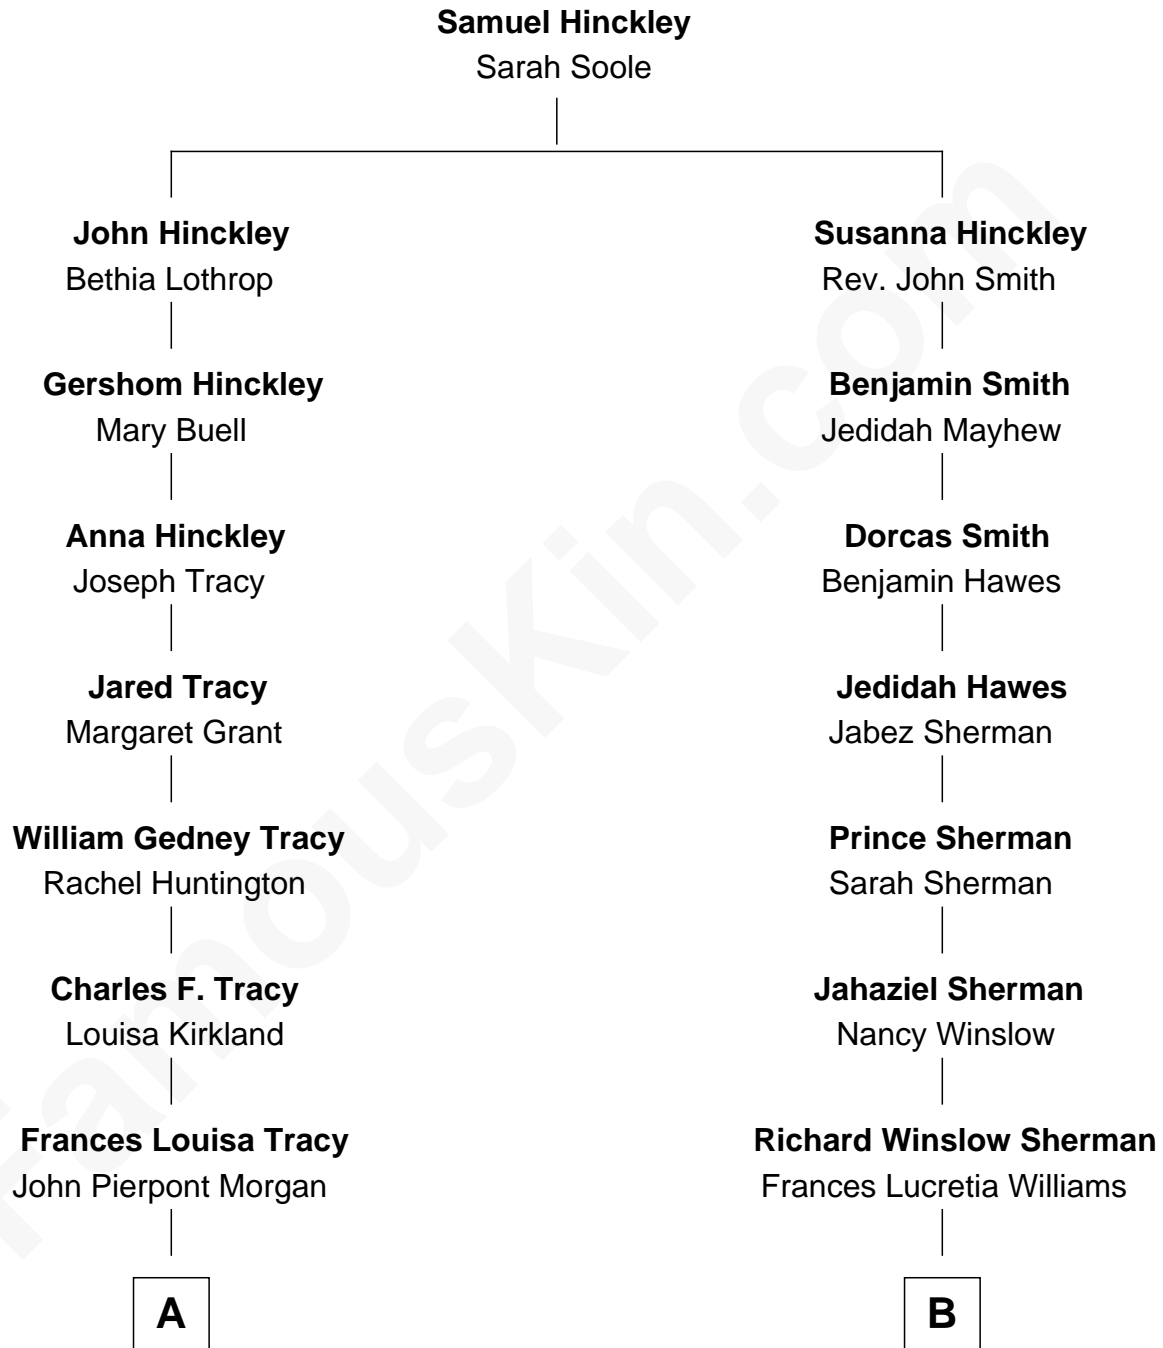 Samuel Hinckley
Sarah Soole
John Hinckley
Bethia Lothrop
Susanna Hinckley
Rev. John Smith
Gershom Hinckley
Mary Buell
Benjamin Smith
Jedidah Mayhew
Anna Hinckley
Joseph Tracy
Dorcas Smith
Benjamin Hawes
Jared Tracy
Margaret Grant
Jedidah Hawes
Jabez Sherman
William Gedney Tracy
Rachel Huntington
Prince Sherman
Sarah Sherman
Charles F. Tracy
Louisa Kirkland
Jahaziel Sherman
Nancy Winslow
Frances Louisa Tracy
John Pierpont Morgan
Richard Winslow Sherman
Frances Lucretia Williams
A
B
FamousKin.com